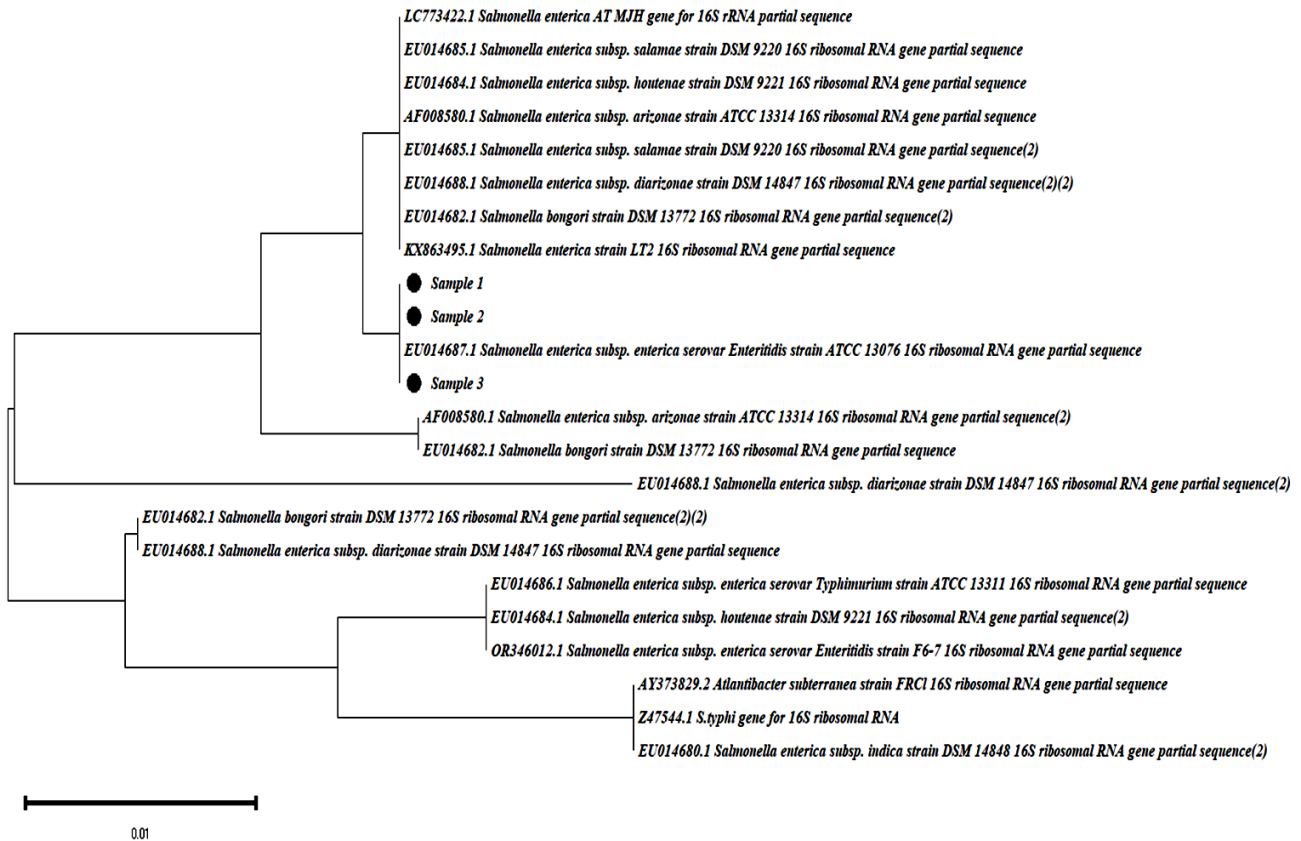 LC773422.1 Salmonella enterica AT MJH gene for 16S rRNA partial sequence
EU014685.1 Salmonella enterica subsp. salamae strain DSM 9220 16S ribosomal RNA gene partial sequence
EU014684.1 Salmonella enterica subsp. houtenae strain DSM 9221 16S ribosomal RNA gene partial sequence
AF008580.1 Salmonella enterica subsp. arizonae strain ATCC 13314 16S ribosomal RNA gene partial sequence
EU014685.1 Salmonella enterica subsp. salamae strain DSM 9220 16S ribosomal RNA gene partial sequence(2)
EU014688.1 Salmonella enterica subsp. diarizonae strain DSM 14847 16S ribosomal RNA gene partial sequence(2)(2)
EU014682.1 Salmonella bongori strain DSM 13772 16S ribosomal RNA gene partial sequence(2)
KX863495.1 Salmonella enterica strain LT2 16S ribosomal RNA gene partial sequence
Sample 1
Sample 2
EU014687.1 Salmonella enterica subsp. enterica serovar Enteritidis strain ATCC 13076 16S ribosomal RNA gene partial sequence
Sample 3
AF008580.1 Salmonella enterica subsp. arizonae strain ATCC 13314 16S ribosomal RNA gene partial sequence(2)
EU014682.1 Salmonella bongori strain DSM 13772 16S ribosomal RNA gene partial sequence
EU014688.1 Salmonella enterica subsp. diarizonae strain DSM 14847 16S ribosomal RNA gene partial sequence(2)
EU014682.1 Salmonella bongori strain DSM 13772 16S ribosomal RNA gene partial sequence(2)(2)
EU014688.1 Salmonella enterica subsp. diarizonae strain DSM 14847 16S ribosomal RNA gene partial sequence
EU014686.1 Salmonella enterica subsp. enterica serovar Typhimurium strain ATCC 13311 16S ribosomal RNA gene partial sequence
EU014684.1 Salmonella enterica subsp. houtenae strain DSM 9221 16S ribosomal RNA gene partial sequence(2)
OR346012.1 Salmonella enterica subsp. enterica serovar Enteritidis strain F6-7 16S ribosomal RNA gene partial sequence
AY373829.2 Atlantibacter subterranea strain FRCl 16S ribosomal RNA gene partial sequence
Z47544.1 S.typhi gene for 16S ribosomal RNA
EU014680.1 Salmonella enterica subsp. indica strain DSM 14848 16S ribosomal RNA gene partial sequence(2)
0.01